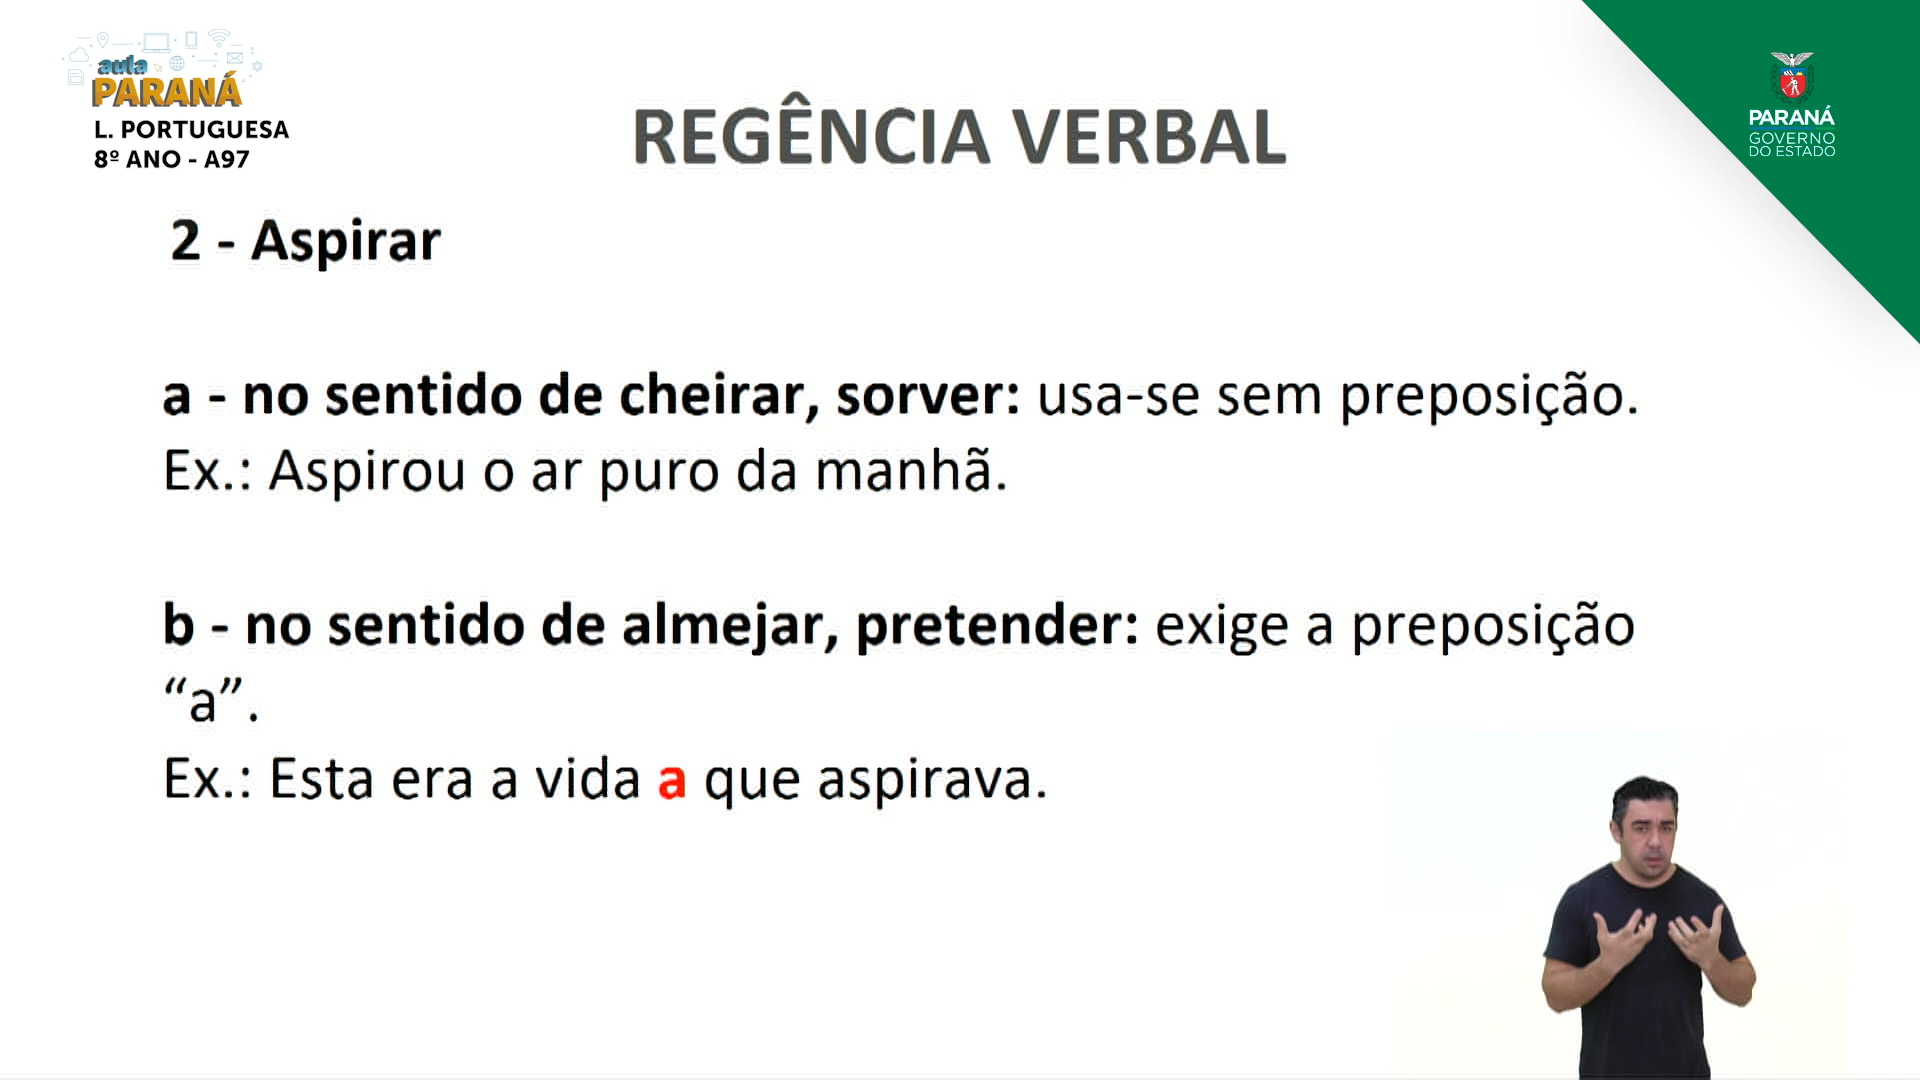 aula
PARANÁ
L. PORTUGUESA
8º ANO - A97
PARANÁ
GOVERNO
DO ESTADO
REGÊNCIA VERBAL
2 - Aspirar
a - no sentido de cheirar, sorver: usa-se sem preposição.
Ex.: Aspirou o ar puro da manhã.
b - no sentido de almejar, pretender: exige a preposição
“a”.
Ex.: Esta era a vida a que aspirava.